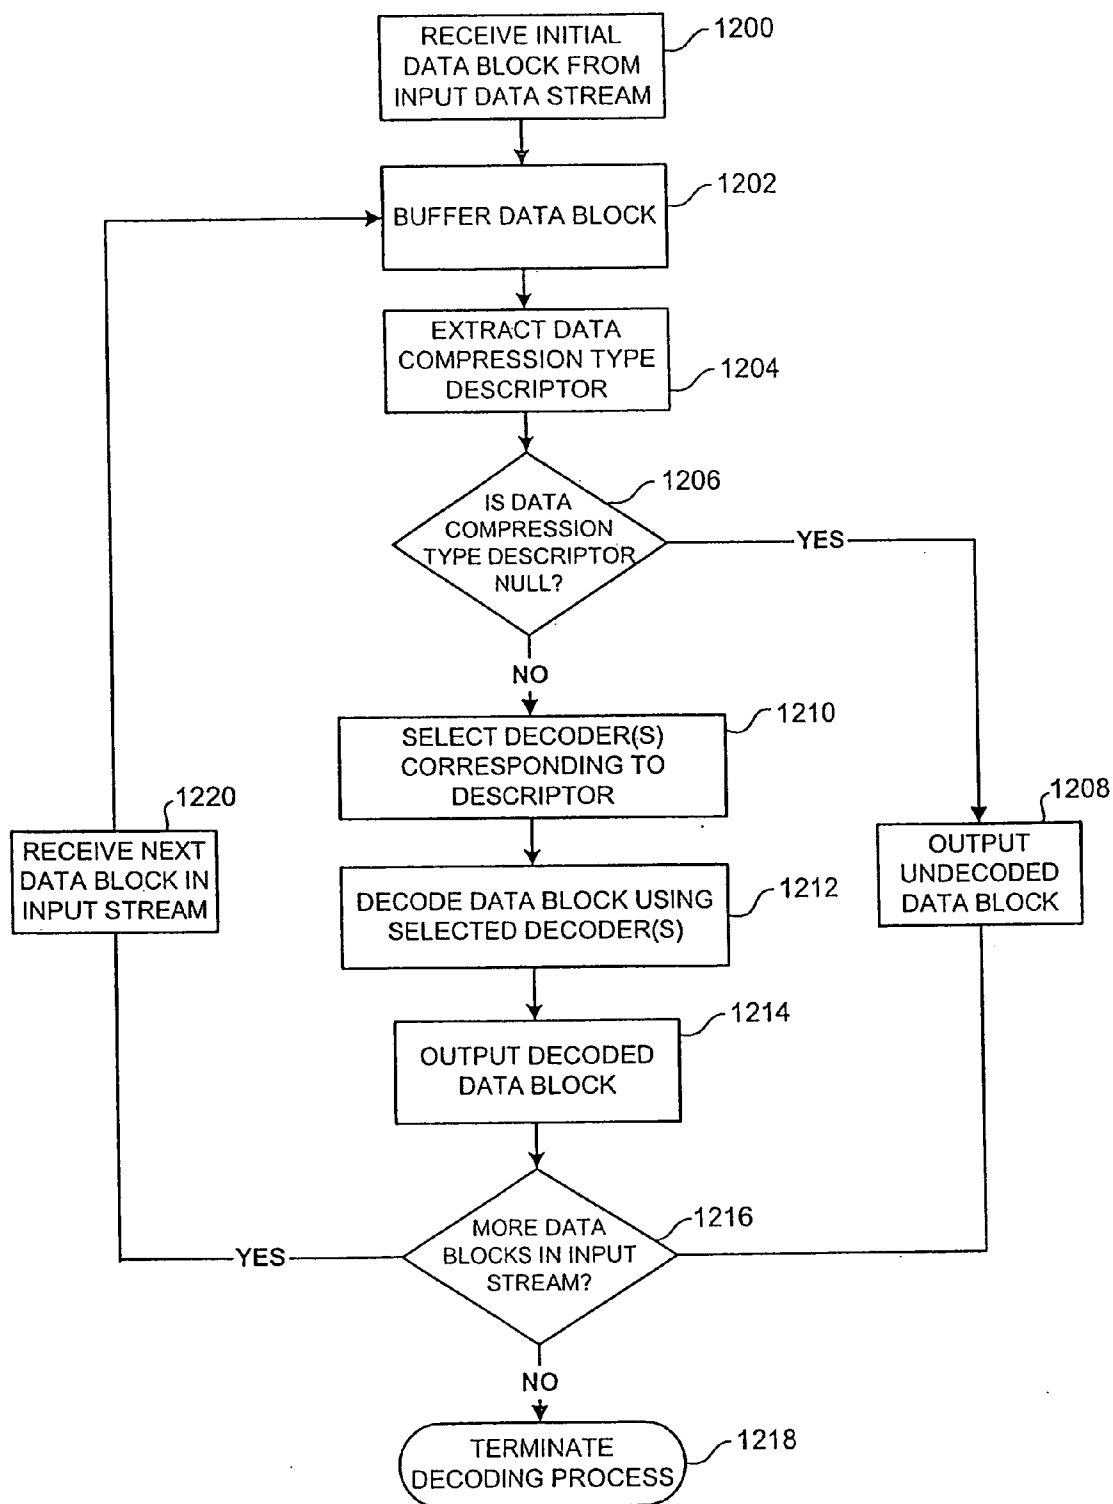 RECEIVE INITIAL
DATA BLOCK FROM
INPUT DATA STREAM
1200
BUFFER DATA BLOCK
1202
EXTRACT DATA
COMPRESSION TYPE
DESCRIPTOR
1204
IS DATA
COMPRESSION
TYPE DESCRIPTOR
NULL?
1206
YES
NO
SELECT DECODER(S)
CORRESPONDING TO
DESCRIPTOR
1210
1220
RECEIVE NEXT
DATA BLOCK IN
INPUT STREAM
1208
OUTPUT
UNDECODED
DATA BLOCK
DECODE DATA BLOCK USING
SELECTED DECODER(S)
1212
OUTPUT DECODED
DATA BLOCK
1214
MORE DATA
BLOCKS IN INPUT
STREAM?
1216
YES
NO
TERMINATE
DECODING PROCESS
1218